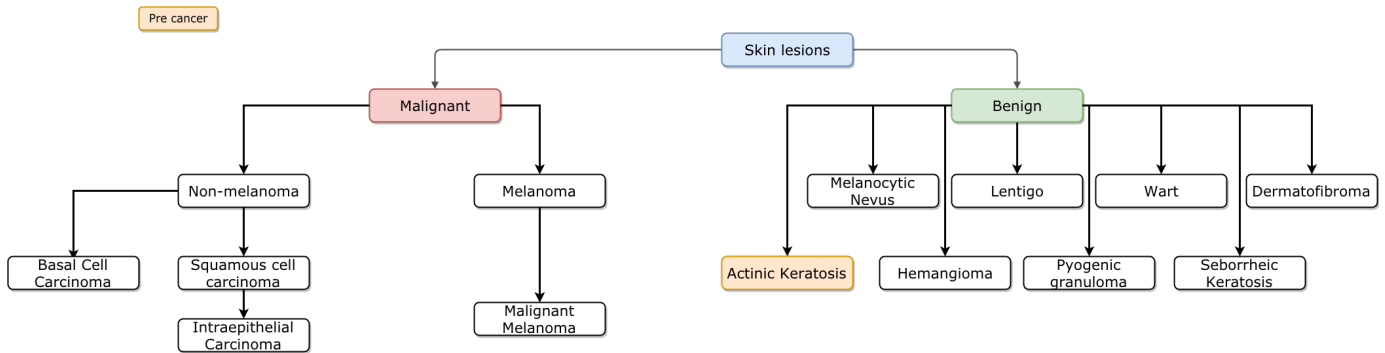 Pre cancer
Skin lesions
Malignant
Benign
Non-melanoma
Melanoma
Melanocytic
Nevus
Lentigo
Wart
Dermatofibroma
Basal Cell
Carcinoma
Squamous cell
carcinoma
Actinic Keratosis
Hemangioma
Pyogenic
granuloma
Seborrheic
Keratosis
Malignant
Melanoma
Intraepithelial
Carcinoma